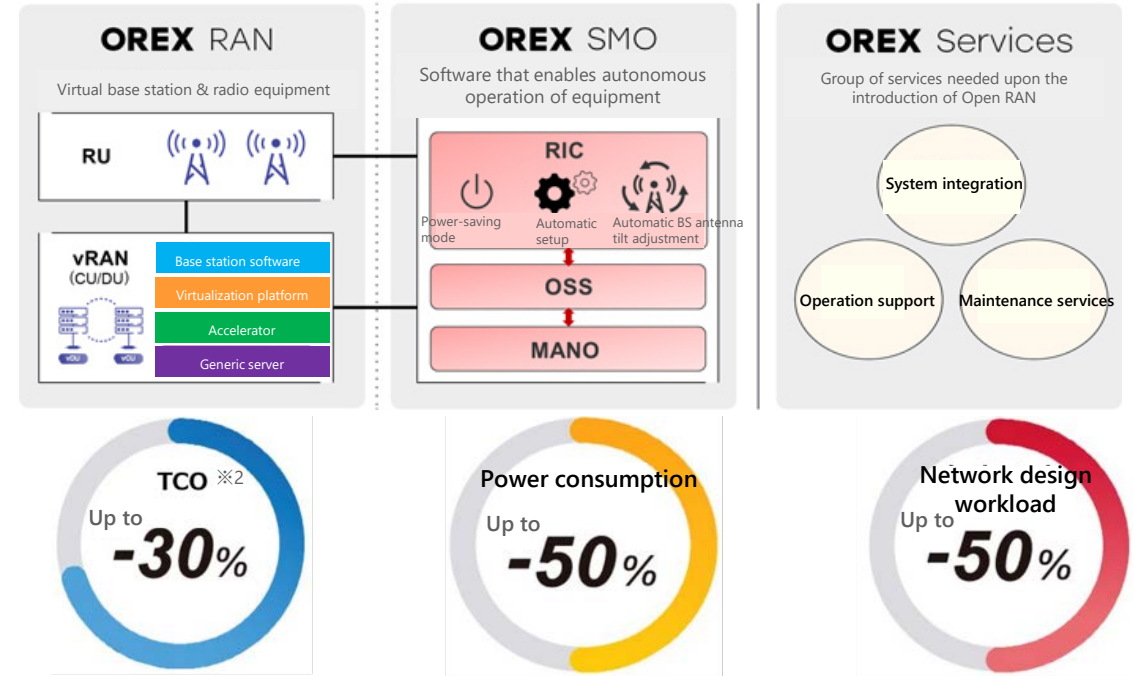 OREX RAN
Virtual base station & radio equipment
RU
vRAN
(CU/DU)
vDU
vDU
Base station software
Virtualization platform
Accelerator
Generic server
OREX SMO
Software that enables autonomous
operation of equipment
RIC
Power-saving
mode
Automatic
setup
Automatic BS antenna
tilt adjustment
OSS
MANO
OREX Services
Group of services needed upon the
introduction of Open RAN
System integration
Operation support
Maintenance services
TCO ※2
Up to
-30%
Power consumption
Up to
-50%
Network design
workload
Up to
-50%